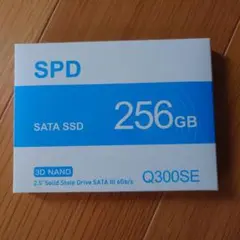 SPD
SATA SSD
256GB
3D NAND
2.5" Solid State Drive SATA III 6Gb/s
Q300SE